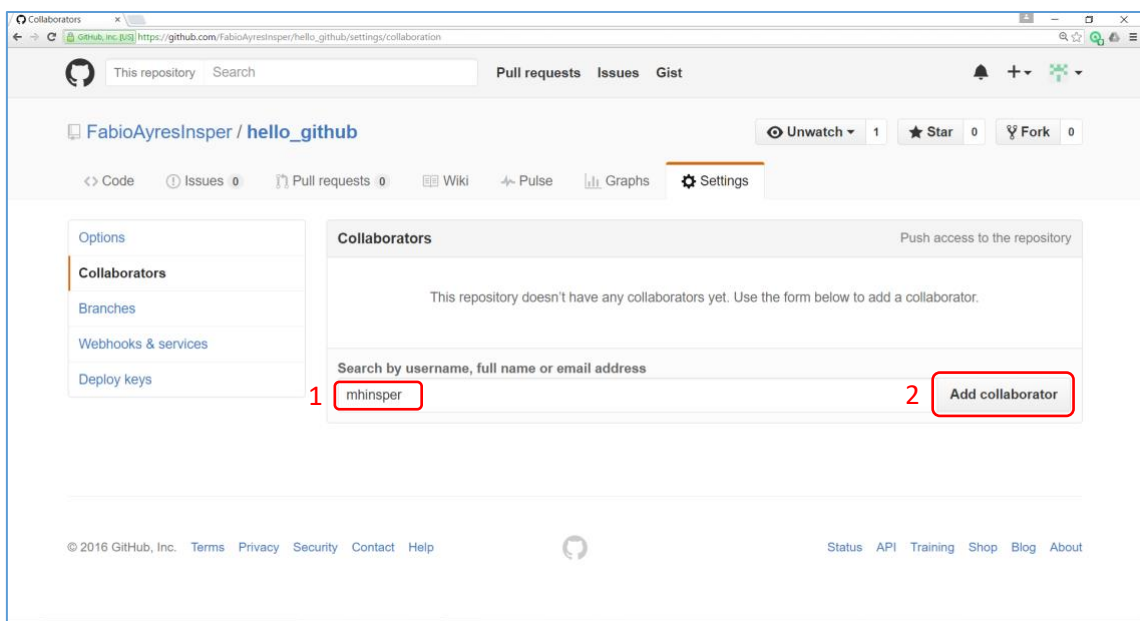 Collaborators
GitHub, Inc. [US] https://github.com/FabioAyresInsper/hello_github/settings/collaboration
This repository Search Pull requests Issues Gist
FabioAyresInsper / hello_github Unwatch 1 Star 0 Fork 0
Code Issues 0 Pull requests 0 Wiki Pulse Graphs Settings
Options
Collaborators
Branches
Webhooks & services
Deploy keys
Collaborators Push access to the repository
This repository doesn't have any collaborators yet. Use the form below to add a collaborator.
Search by username, full name or email address
1 mhinsper 2 Add collaborator
© 2016 GitHub, Inc. Terms Privacy Security Contact Help Status API Training Shop Blog About